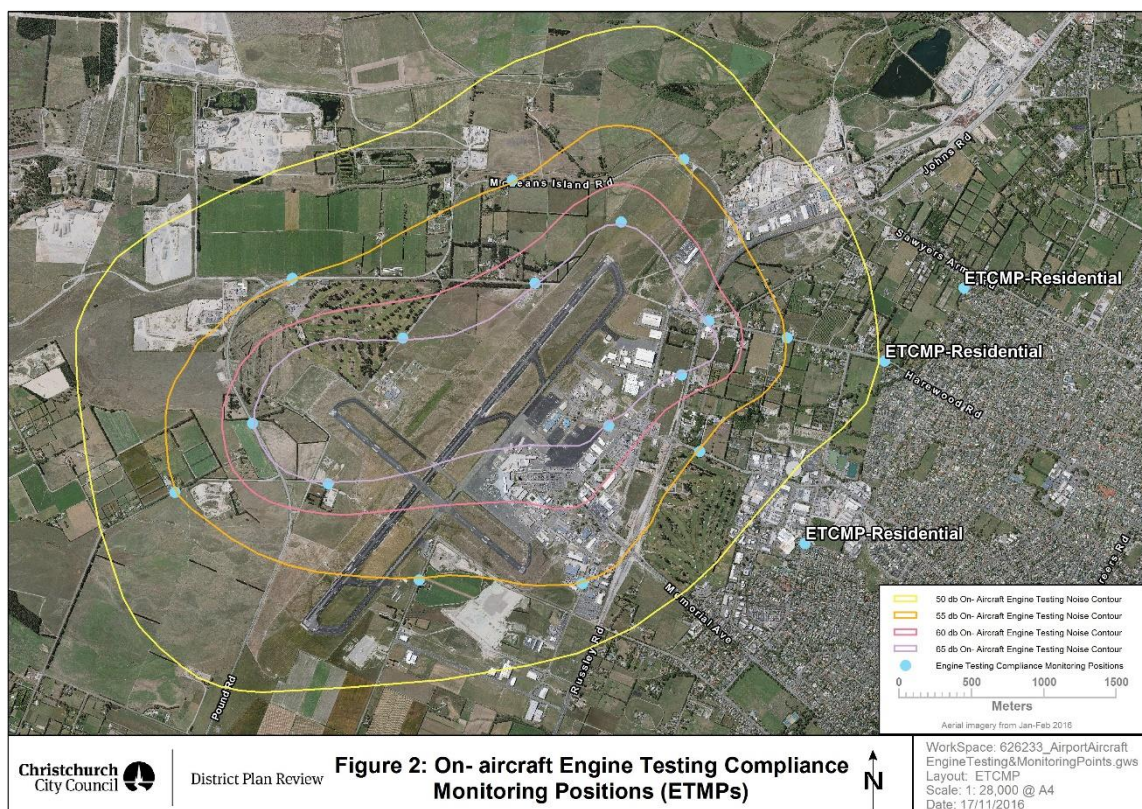 McLeans Island Rd
Johns Rd
Sawyers Arms Rd
ETCMP-Residential
ETCMP-Residential
Harewood Rd
ETCMP-Residential
Memorial Ave
Russley Rd
Pound Rd
50 db On- Aircraft Engine Testing Noise Contour
55 db On- Aircraft Engine Testing Noise Contour
60 db On- Aircraft Engine Testing Noise Contour
65 db On- Aircraft Engine Testing Noise Contour
Engine Testing Compliance Monitoring Positions
0 500 1000 1500
Meters
Aerial imagery from Jan-Feb 2016
Christchurch
City Council
District Plan Review
Figure 2: On- aircraft Engine Testing Compliance
Monitoring Positions (ETMPs)
N
WorkSpace: 626233_AirportAircraft
EngineTesting&MonitoringPoints.gws
Layout: ETCMP
Scale: 1: 28,000 @ A4
Date: 17/11/2016